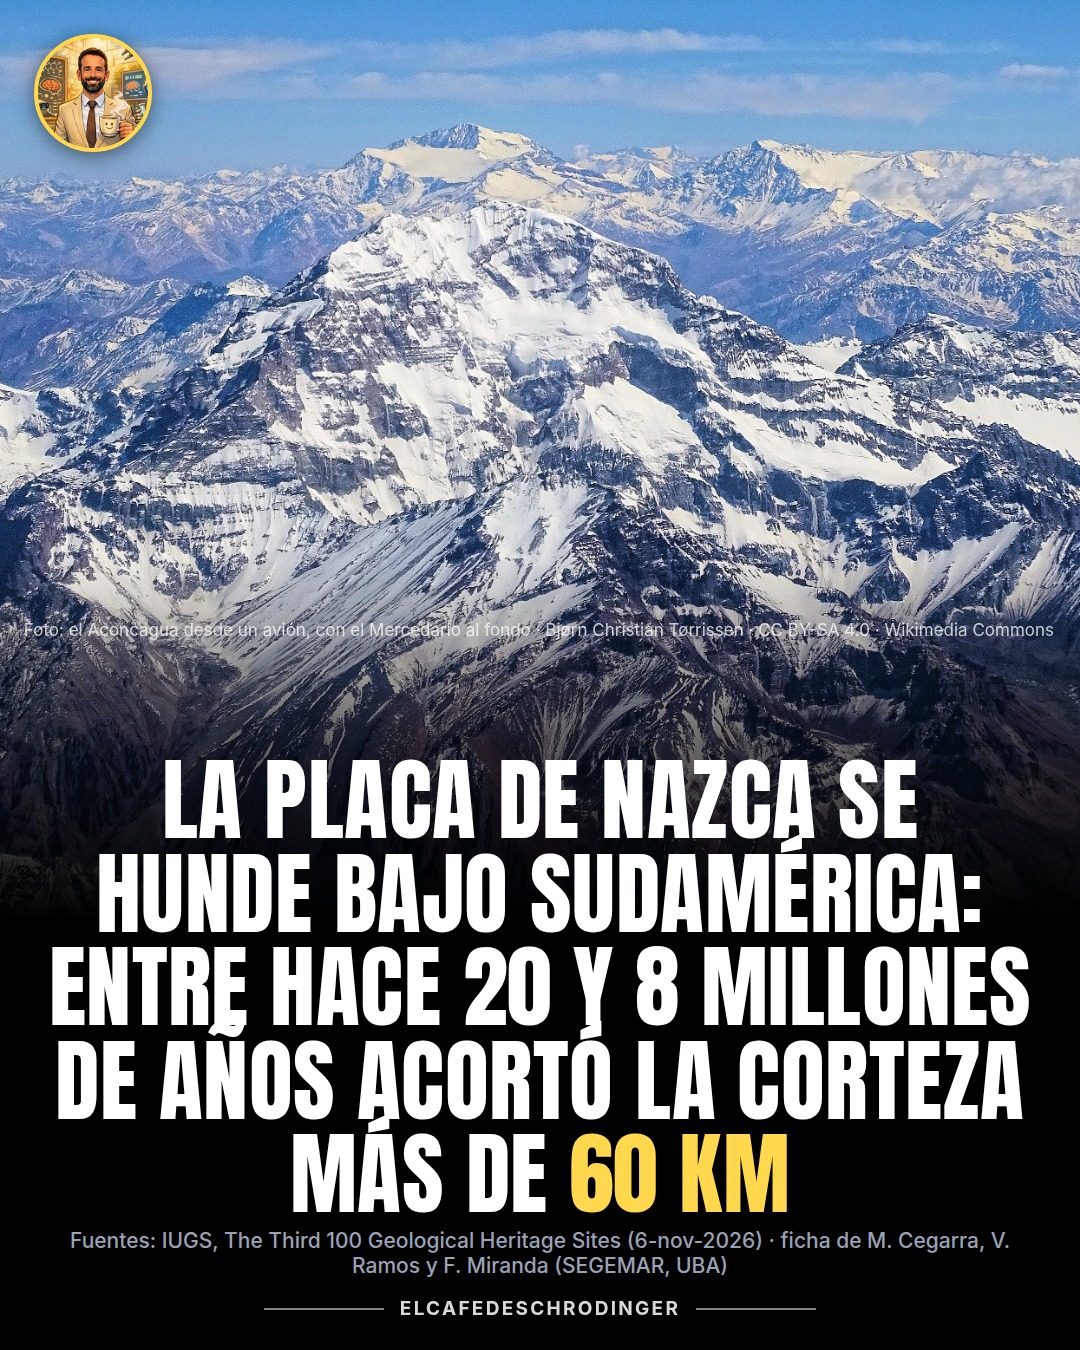 Foto: el Aconcagua desde un avión, con el Mercedario al fondo · Bjørn Christian Tørrissen · CC BY-SA 4.0 · Wikimedia Commons
LA PLACA DE NAZCA SE
HUNDE BAJO SUDAMÉRICA:
ENTRE HACE 20 Y 8 MILLONES
DE AÑOS ACORTÓ LA CORTEZA
MÁS DE 60 KM
Fuentes: IUGS, The Third 100 Geological Heritage Sites (6-nov-2026) · ficha de M. Cegarra, V.
Ramos y F. Miranda (SEGEMAR, UBA)
ELCAFEDESCHRODINGER